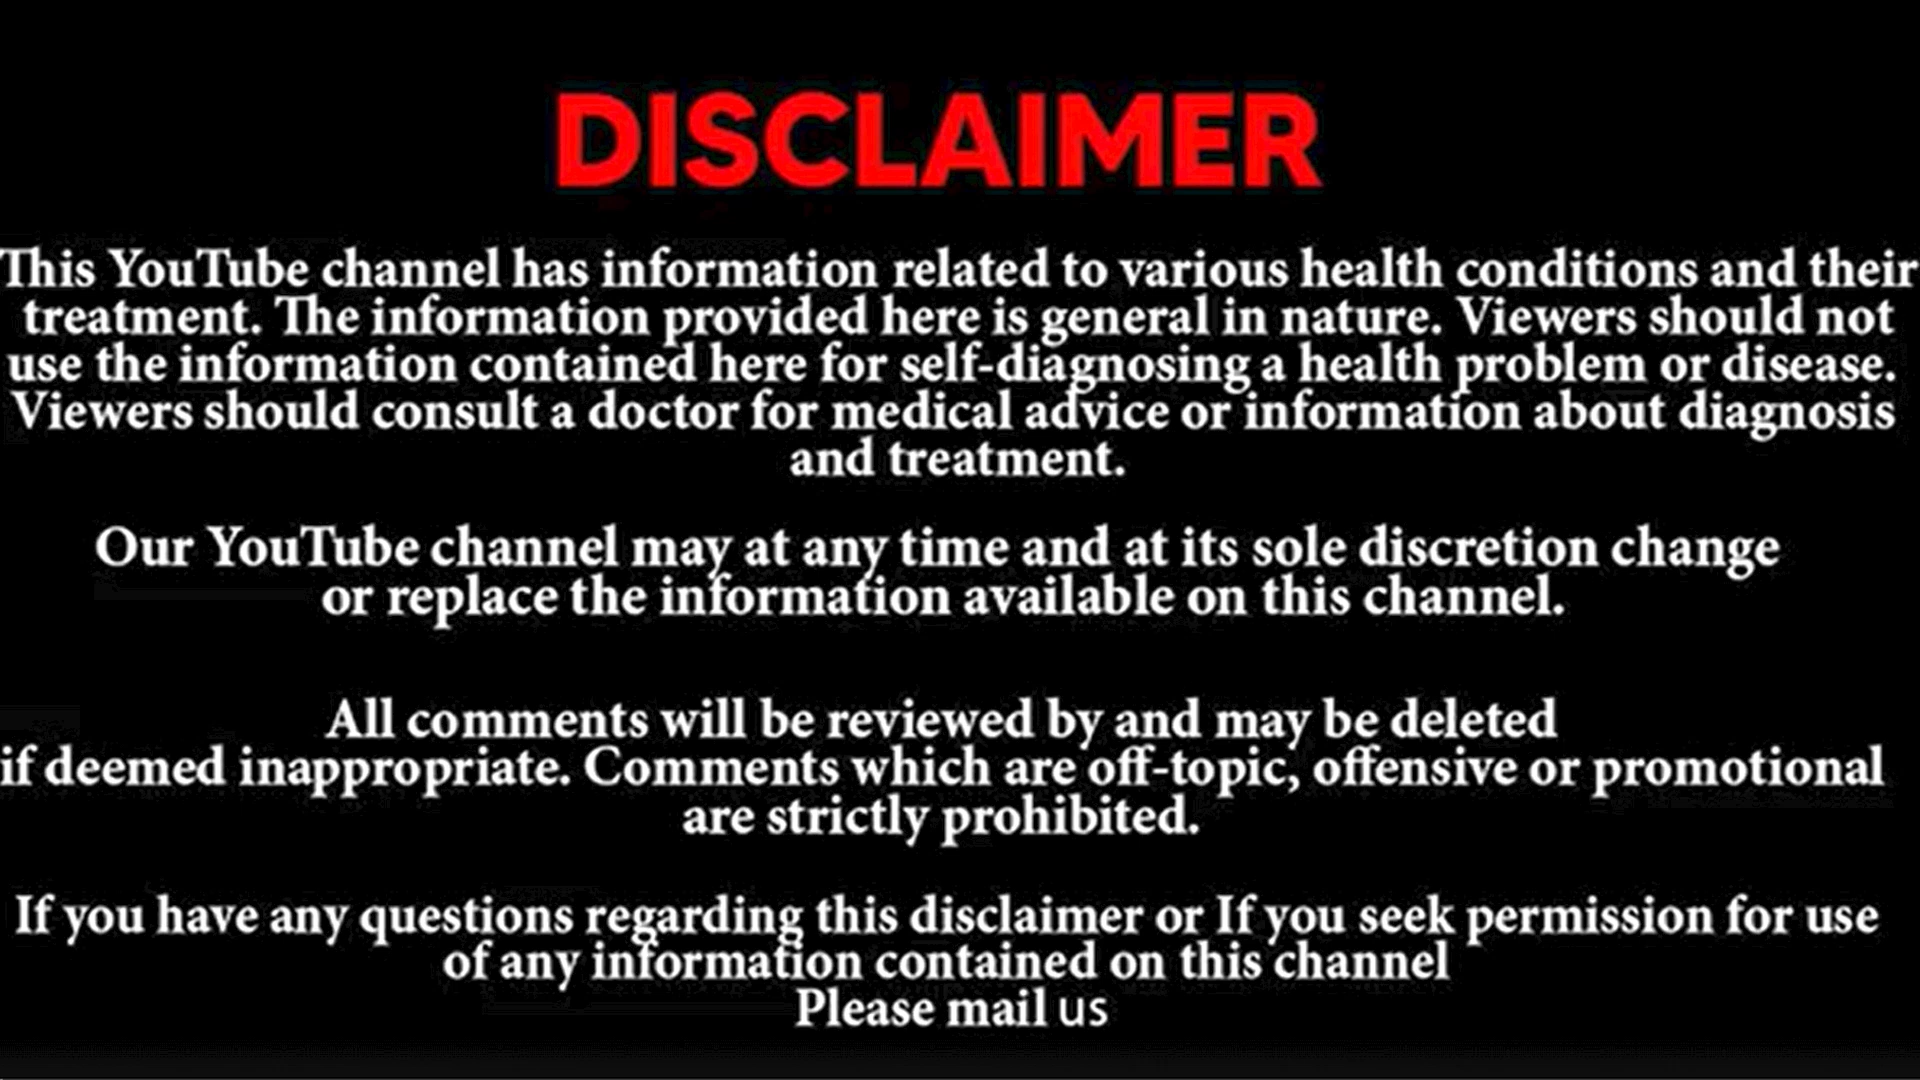 DISCLAIMER
This YouTube channel has information related to various health conditions and their
treatment. The information provided here is general in nature. Viewers should not
use the information contained here for self-diagnosing a health problem or disease.
Viewers should consult a doctor for medical advice or information about diagnosis
and treatment.
Our YouTube channel may at any time and at its sole discretion change
or replace the information available on this channel.
All comments will be reviewed by and may be deleted
if deemed inappropriate. Comments which are off-topic, offensive or promotional
are strictly prohibited.
If you have any questions regarding this disclaimer or If you seek permission for use
of any information contained on this channel
Please mail us